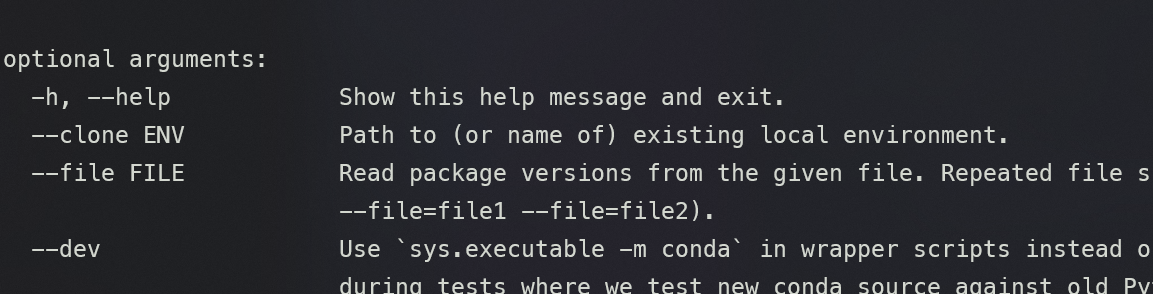 optional arguments:
-h, --help Show this help message and exit.
--clone ENV Path to (or name of) existing local environment.
--file FILE Read package versions from the given file. Repeated file s
--file=file1 --file=file2).
--dev Use `sys.executable -m conda` in wrapper scripts instead o
during tests where we test new conda source against old Py